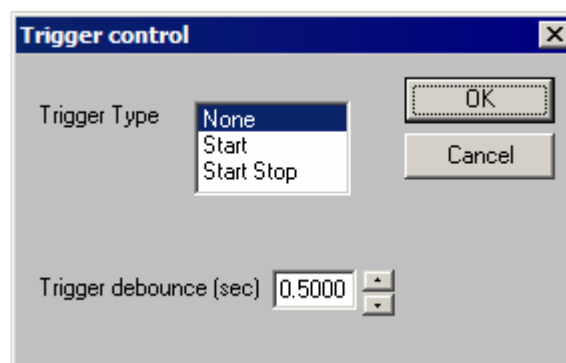 Trigger control
Trigger Type
None
Start
Start Stop
OK
Cancel
Trigger debounce (sec) 0.5000